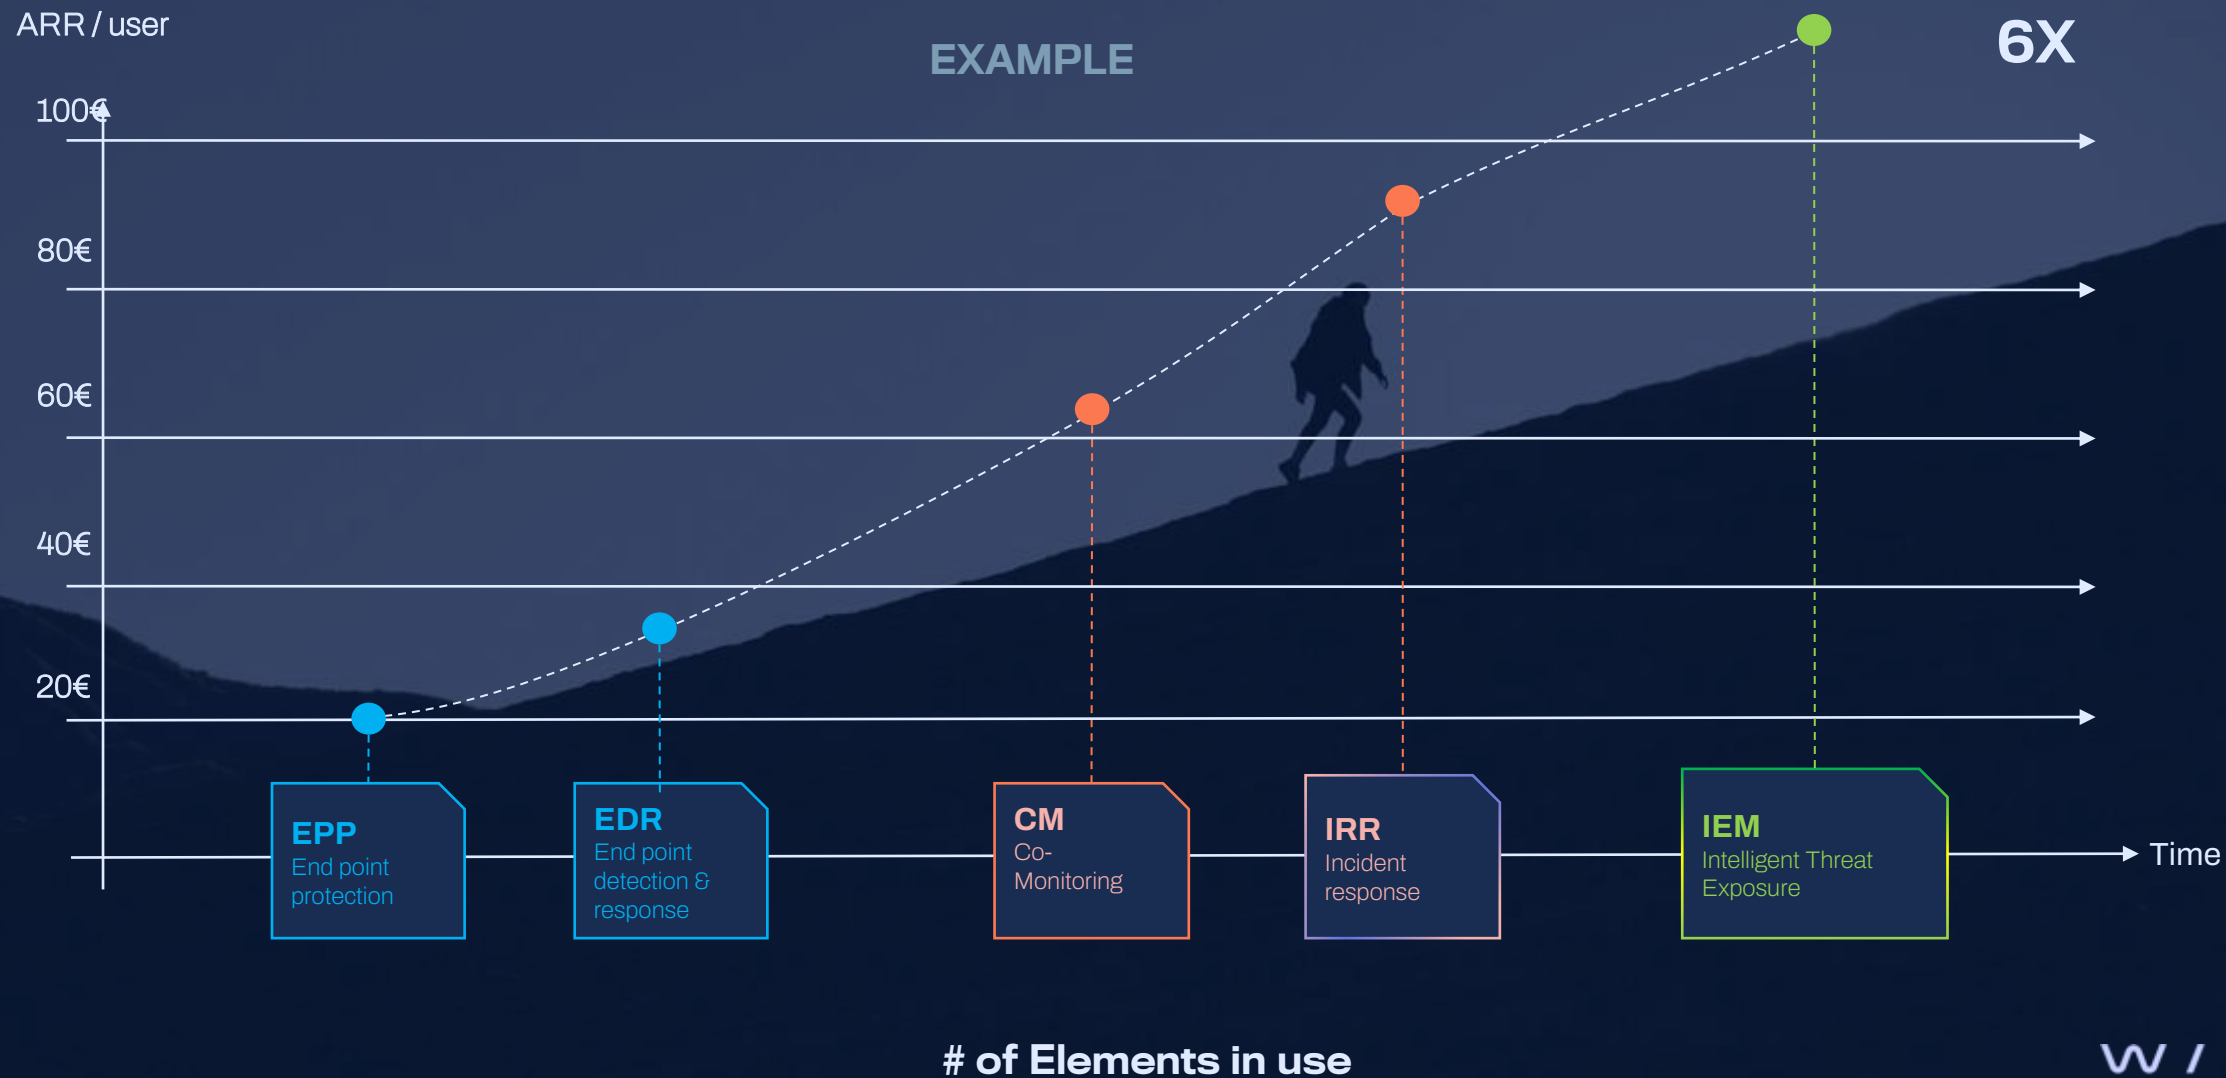 ARR / user
EXAMPLE
6X
100€
80€
60€
40€
20€
EPP
End point
protection
EDR
End point
detection &
response
CM
Co-
Monitoring
IRR
Incident
response
IEM
Intelligent Threat
Exposure
Time
# of Elements in use
W /